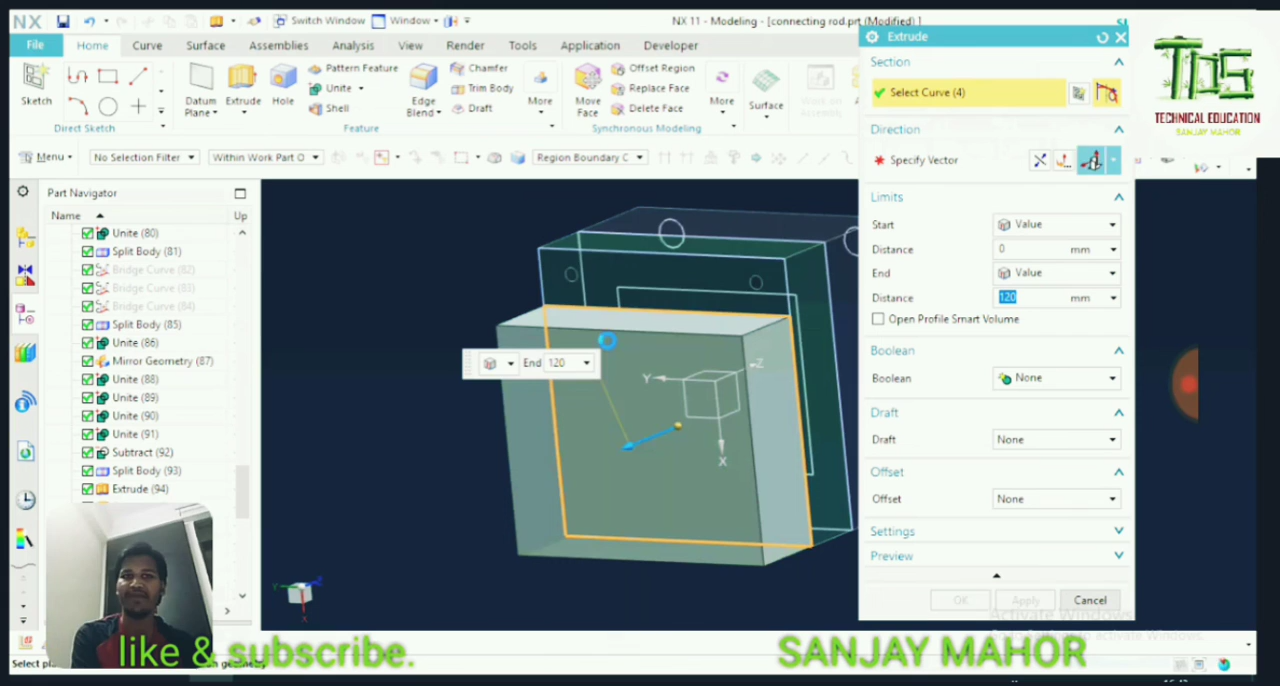 NX
Switch Window
Window
NX 11 - Modeling - [connecting rod.prt (Modified) ]
File
Home
Curve
Surface
Assemblies
Analysis
View
Render
Tools
Application
Developer
Sketch
Direct Sketch
Datum
Plane
Extrude
Hole
Pattern Feature
Unite
Shell
Edge
Blend
Chamfer
Trim Body
Draft
More
Feature
Move
Face
Offset Region
Replace Face
Delete Face
More
Synchronous Modeling
Surface
Menu
No Selection Filter
Within Work Part O
Region Boundary C
Part Navigator
Name
Up
Unite (80)
Split Body (81)
Bridge Curve (82)
Bridge Curve (83)
Bridge Curve (84)
Split Body (85)
Unite (86)
Mirror Geometry (87)
Unite (88)
Unite (89)
Unite (90)
Unite (91)
Subtract (92)
Split Body (93)
Extrude (94)
End 120
Y
Z
X
Extrude
Section
Select Curve (4)
Direction
Specify Vector
Limits
Start
Value
Distance
0 mm
End
Value
Distance
120 mm
Open Profile Smart Volume
Boolean
Boolean
None
Draft
Draft
None
Offset
Offset
None
Settings
Preview
OK
Apply
Cancel
Activate Windows
TDS
TECHNICAL EDUCATION
SANJAY MAHOR
like & subscribe.
SANJAY MAHOR